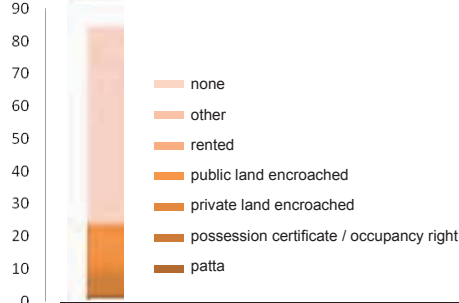 90
80
70
60
50
40
30
20
10
0
none
other
rented
public land encroached
private land encroached
possession certificate / occupancy right
patta